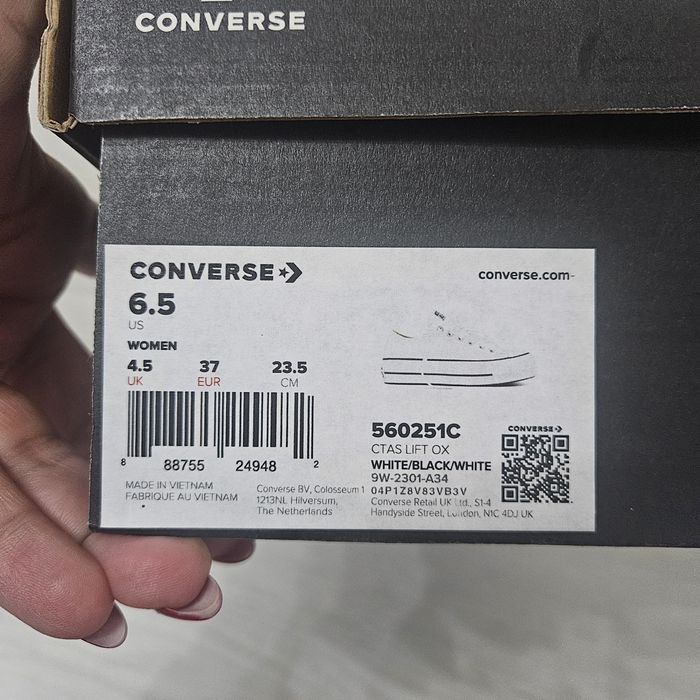 CONVERSE
CONVERSE
converse.com
6.5
US
WOMEN
4.5 37 23.5
UK EUR CM
8 88755 24948 2
MADE IN VIETNAM
FABRIQUE AU VIETNAM
Converse BV, Colosseum 1
1213NL Hilversum,
The Netherlands
560251C
CTAS LIFT OX
WHITE/BLACK/WHITE
9W-2301-A34
04P1Z8V83VB3V
Converse Retail UK Ltd., S1-4
Handyside Street, London, N1C 4DJ UK
CONVERSE